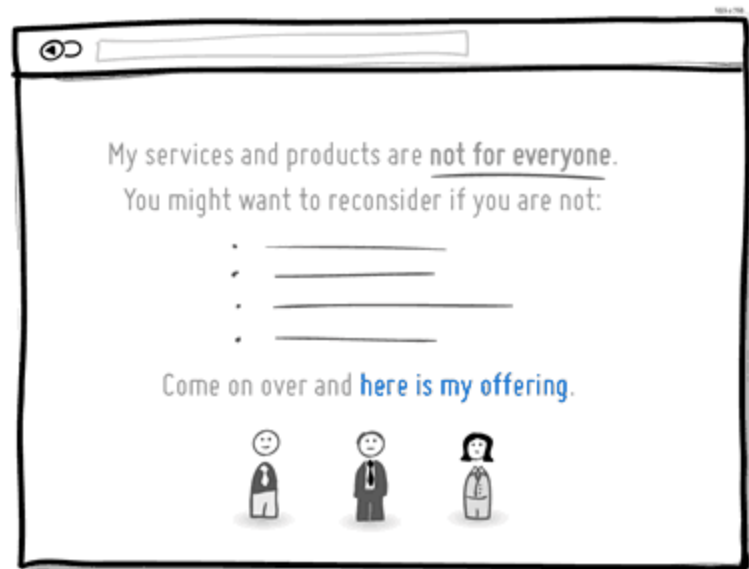 My services and products are not for everyone.
You might want to reconsider if you are not:
Come on over and here is my offering.